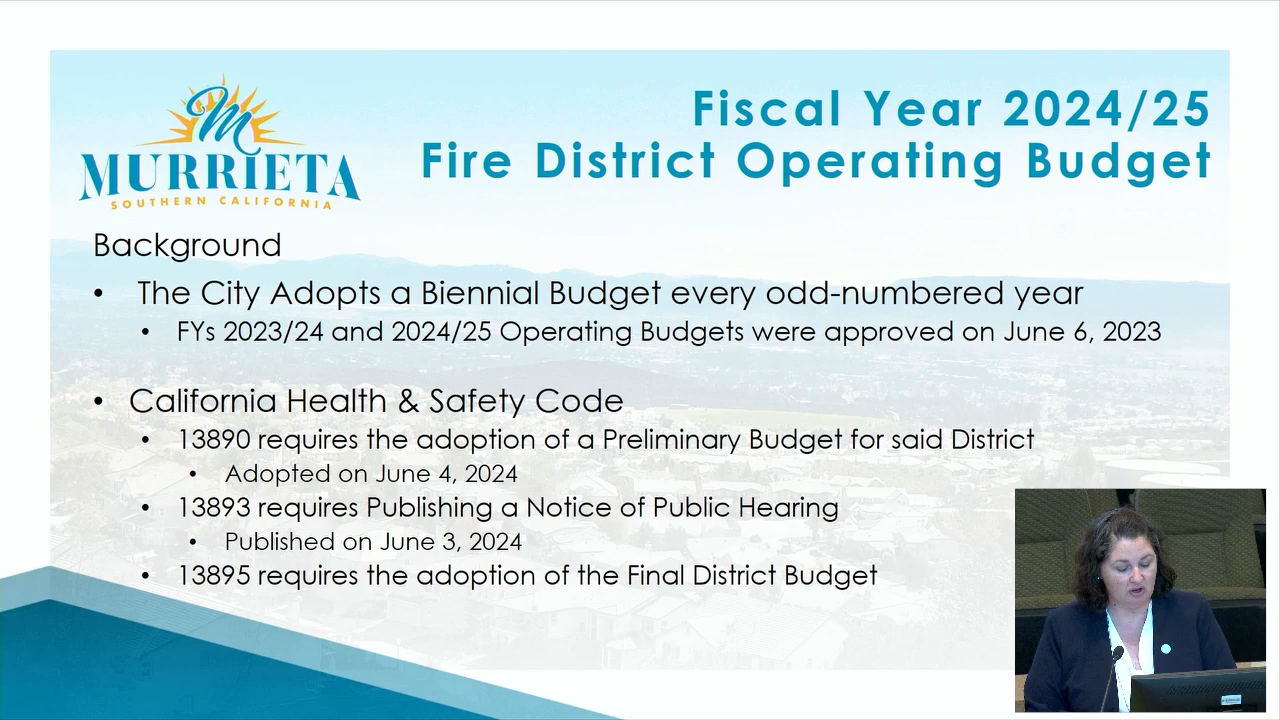 MURRIETA
SOUTHERN CALIFORNIA
Fiscal Year 2024/25
Fire District Operating Budget
Background
• The City Adopts a Biennial Budget every odd-numbered year
• FYs 2023/24 and 2024/25 Operating Budgets were approved on June 6, 2023
• California Health & Safety Code
• 13890 requires the adoption of a Preliminary Budget for said District
• Adopted on June 4, 2024
• 13893 requires Publishing a Notice of Public Hearing
• Published on June 3, 2024
• 13895 requires the adoption of the Final District Budget